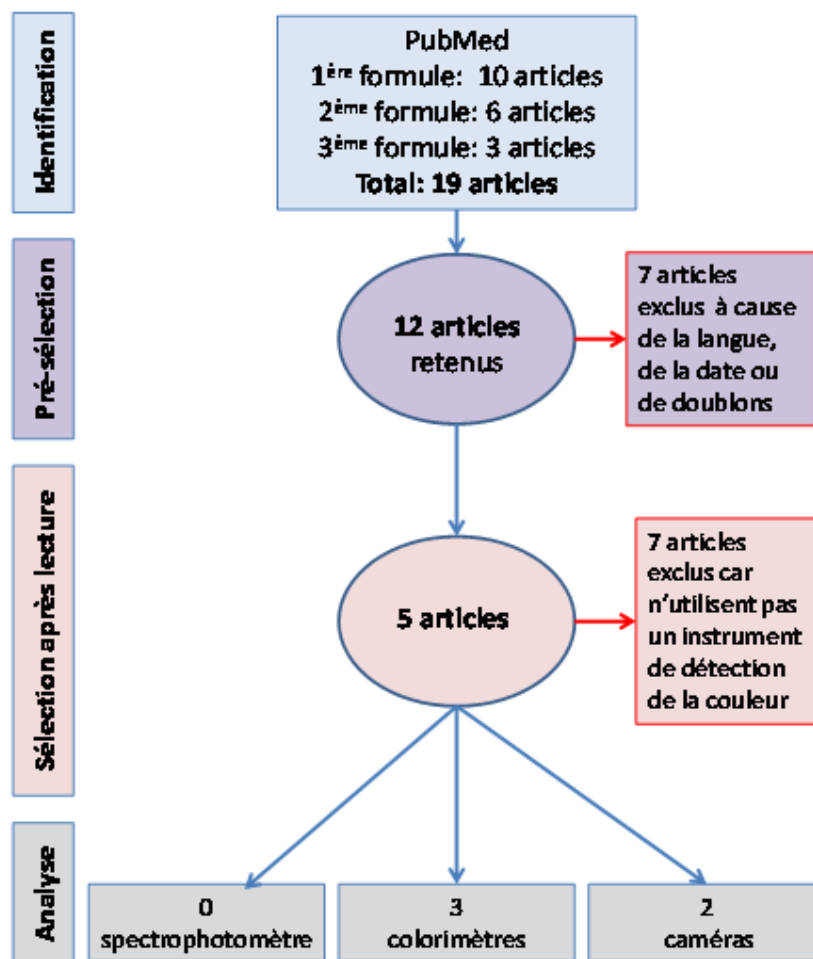 Identification
PubMed
1ère formule: 10 articles
2ème formule: 6 articles
3ème formule: 3 articles
Total: 19 articles
Pré-sélection
12 articles
retenus
7 articles
exclus à cause
de la langue,
de la date ou
de doublons
Sélection après lecture
5 articles
7 articles
exclus car
n'utilisent pas
un instrument
de détection
de la couleur
Analyse
0
spectrophotomètre
3
colorimètres
2
caméras